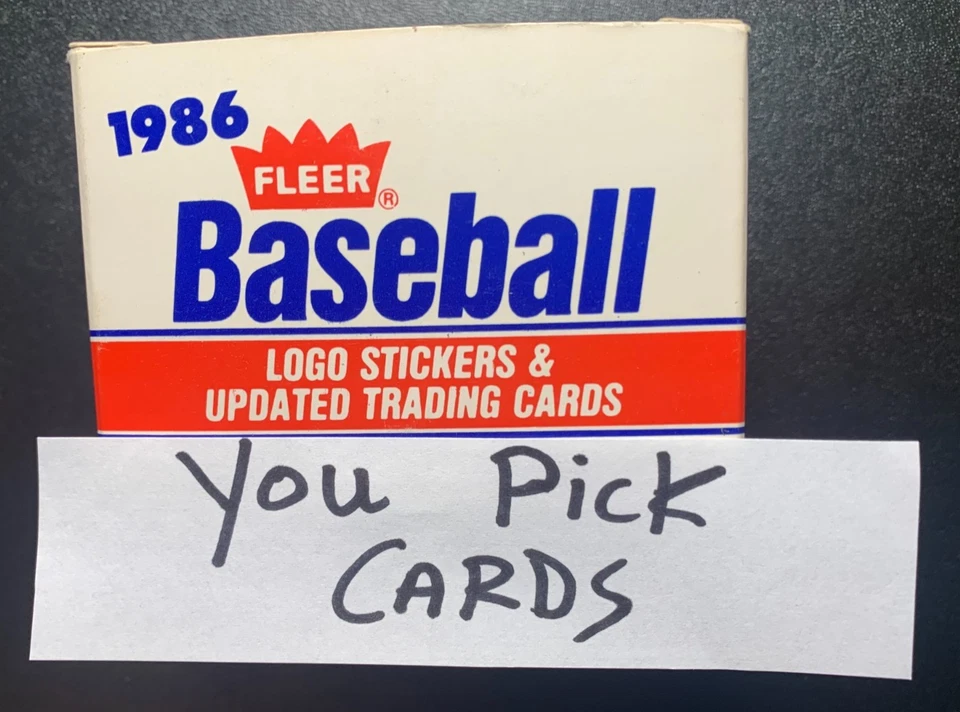 1986
FLEER®
Baseball
LOGO STICKERS &
UPDATED TRADING CARDS
You Pick
CARDS